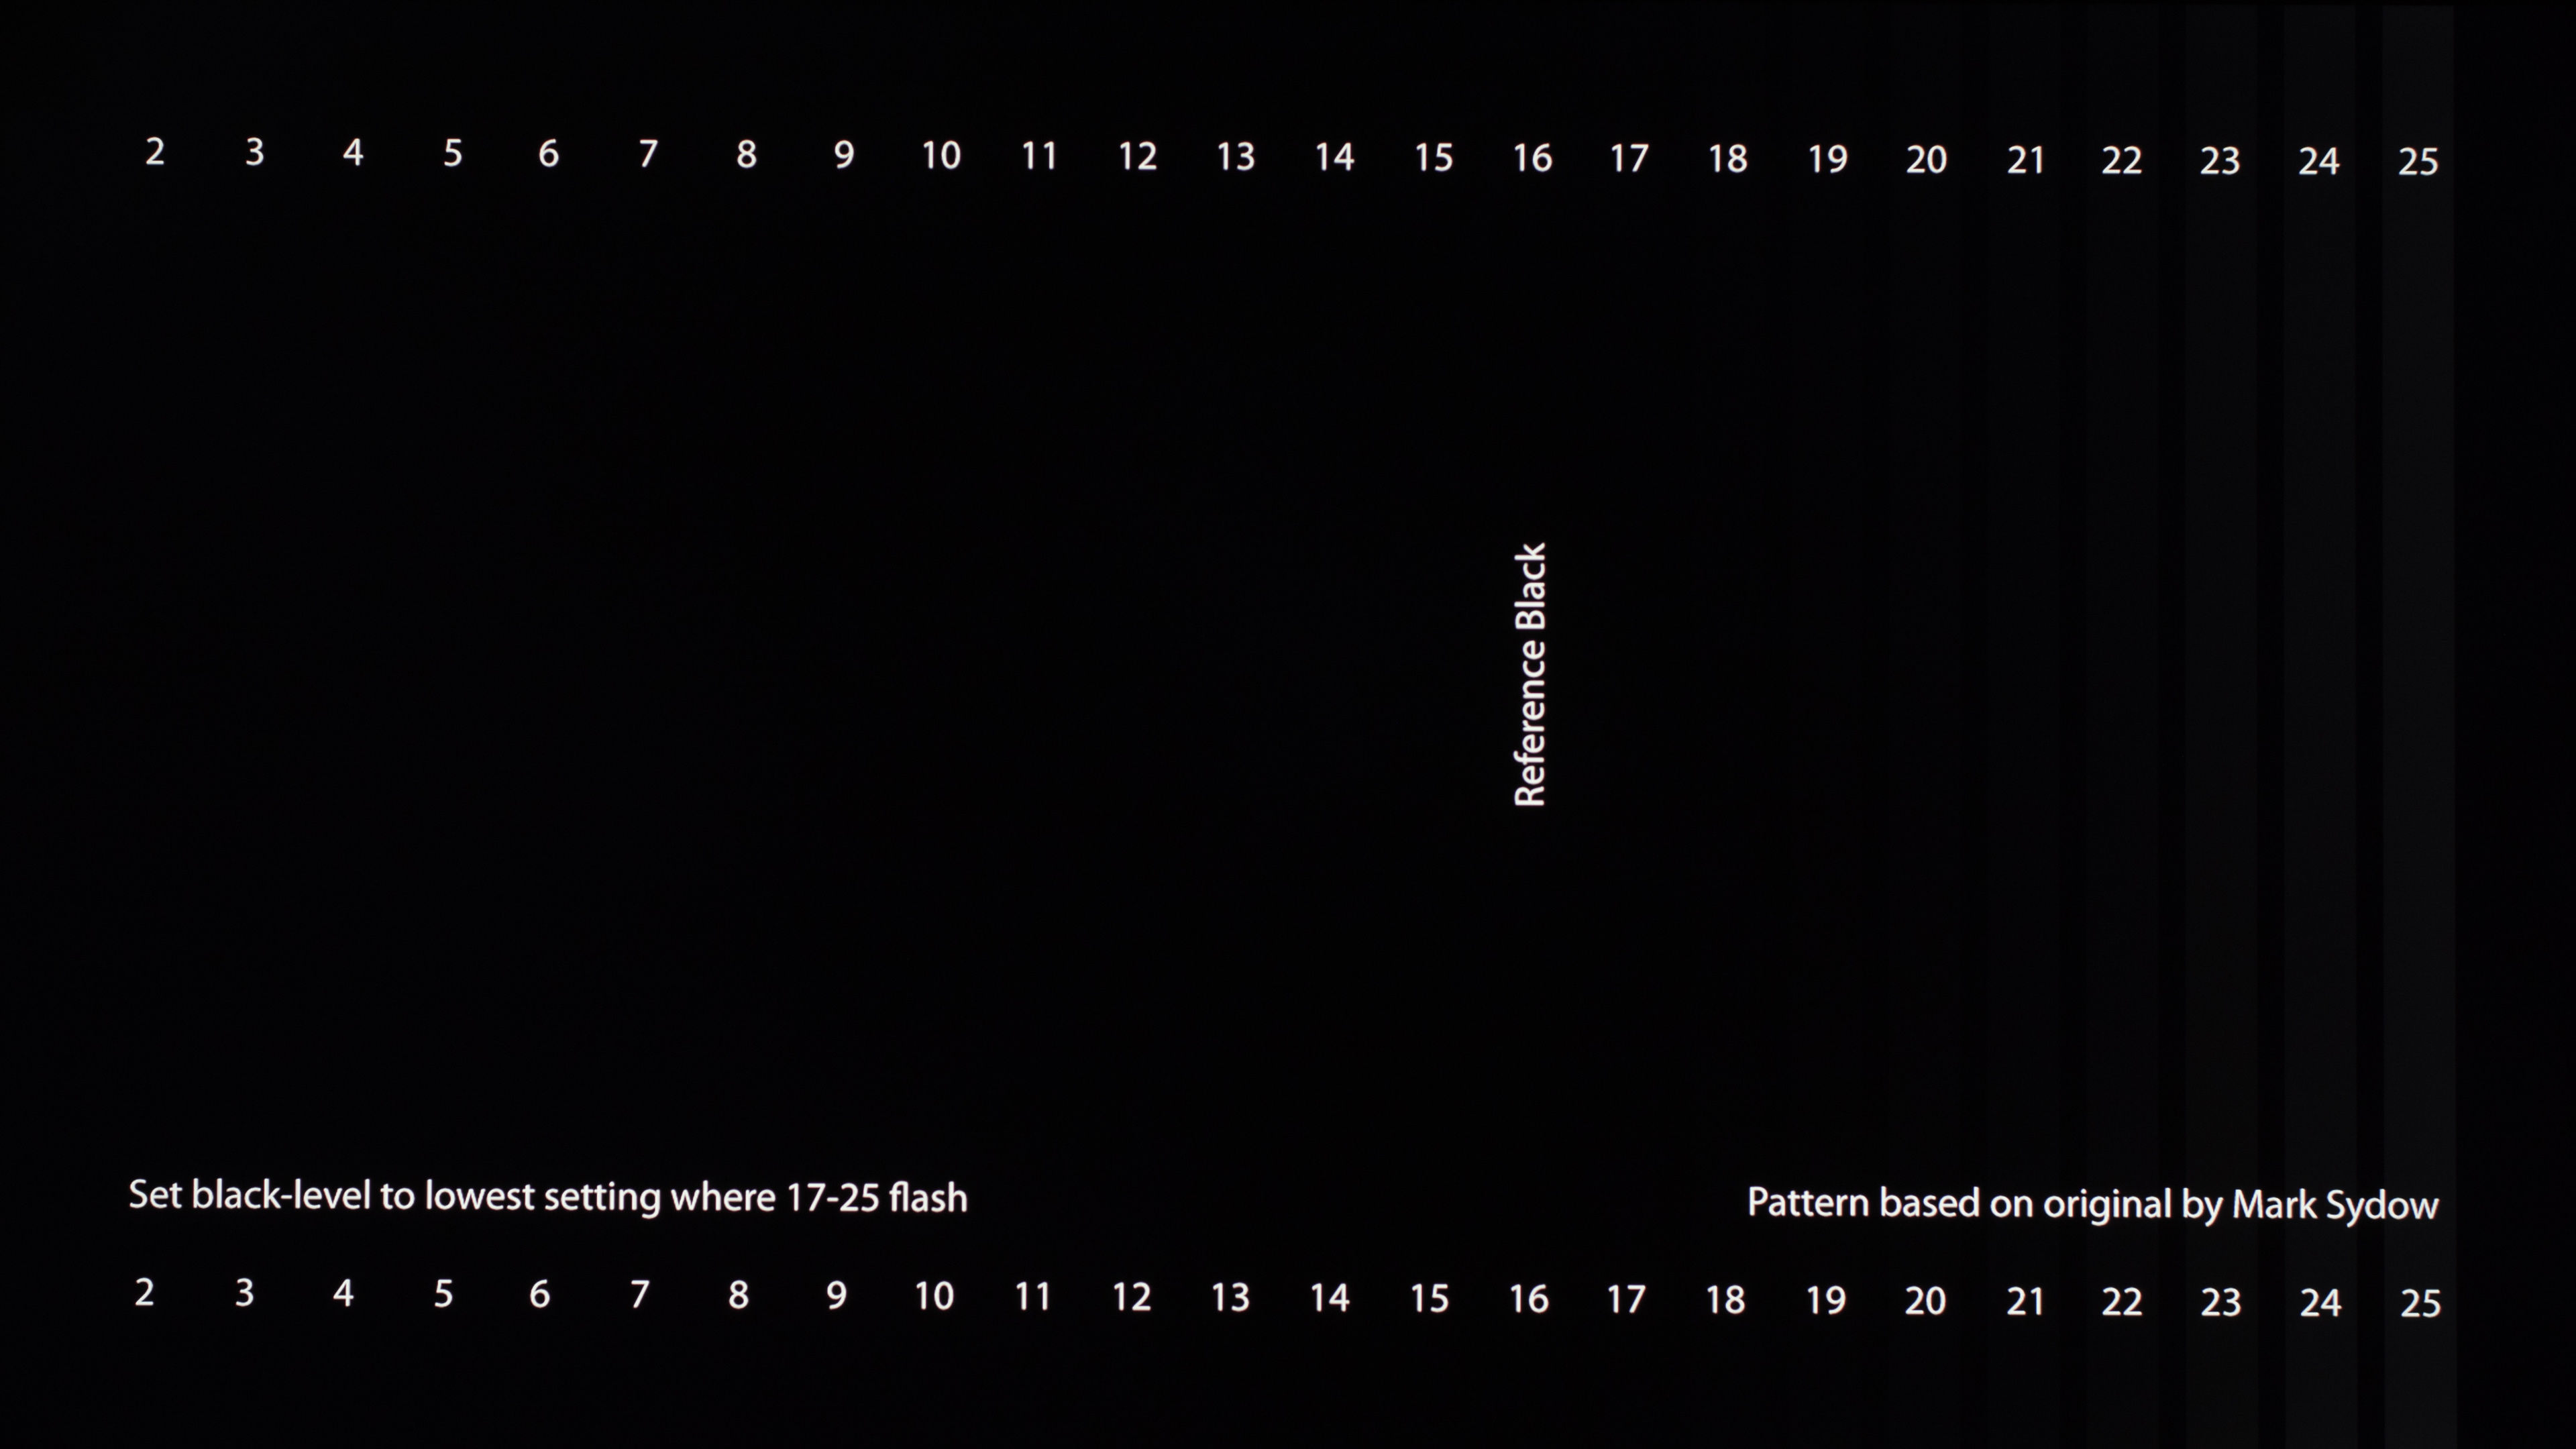 2 3 4 5 6 7 8 9 10 11 12 13 14 15 16 17 18 19 20 21 22 23 24 25
Reference Black
Set black-level to lowest setting where 17-25 flash
Pattern based on original by Mark Sydow
2 3 4 5 6 7 8 9 10 11 12 13 14 15 16 17 18 19 20 21 22 23 24 25